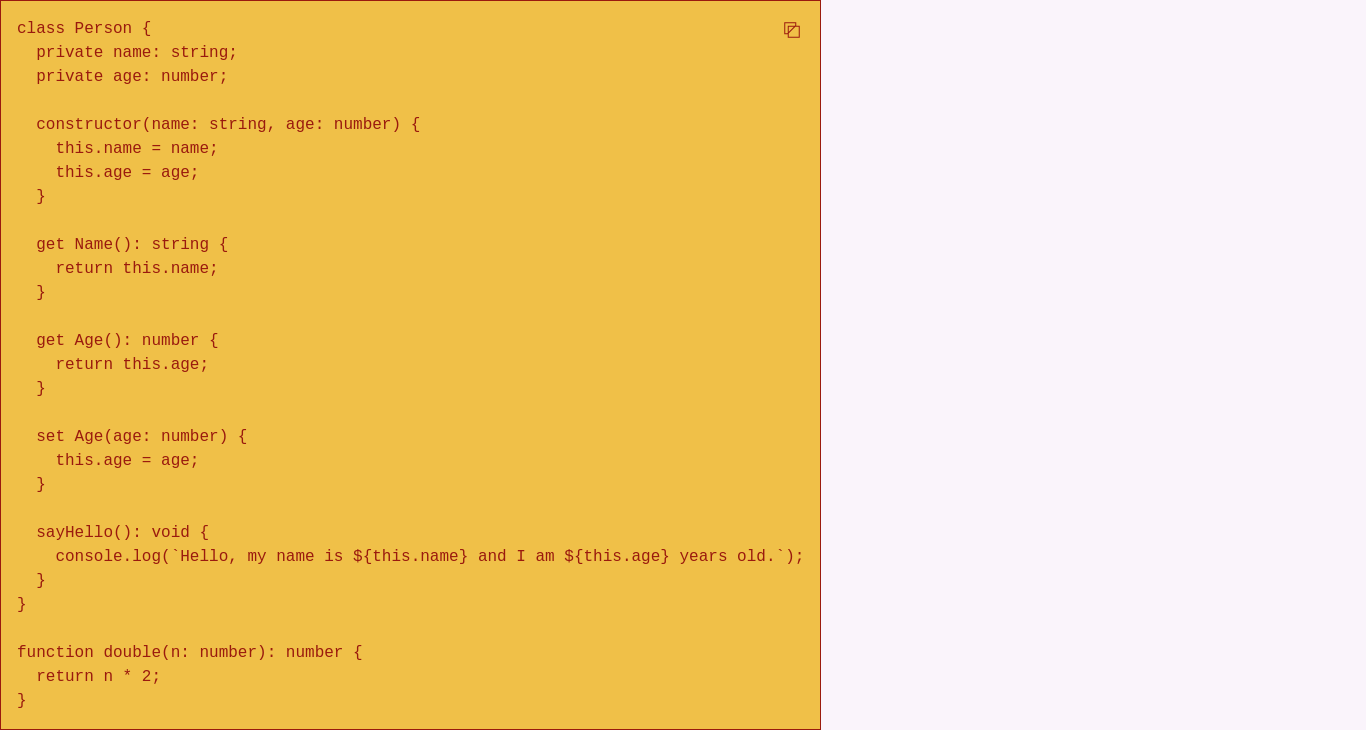 class Person {
  private name: string;
  private age: number;

  constructor(name: string, age: number) {
    this.name = name;
    this.age = age;
  }

  get Name(): string {
    return this.name;
  }

  get Age(): number {
    return this.age;
  }

  set Age(age: number) {
    this.age = age;
  }

  sayHello(): void {
    console.log(`Hello, my name is ${this.name} and I am ${this.age} years old.`);
  }
}

function double(n: number): number {
  return n * 2;
}